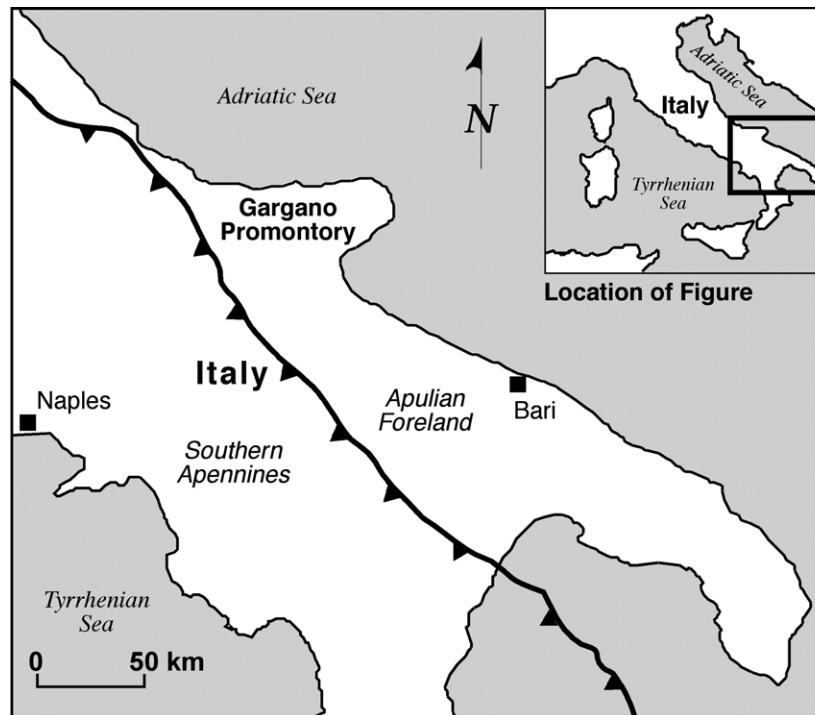 Adriatic Sea
N
Gargano
Promontory
Italy
Naples
Apulian
Foreland
Bari
Southern
Apennines
Tyrrhenian
Sea
0 50 km
Adriatic Sea
Italy
Tyrrhenian
Sea
Location of Figure